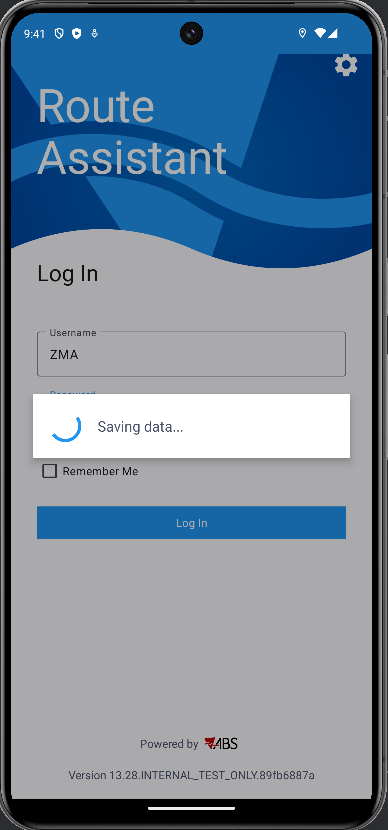 9:41
Route
Assistant
Log In
Username
ZMA
Saving data...
Remember Me
Log In
Powered by ABS
Version 13.28.INTERNAL_TEST_ONLY.89fb6887a